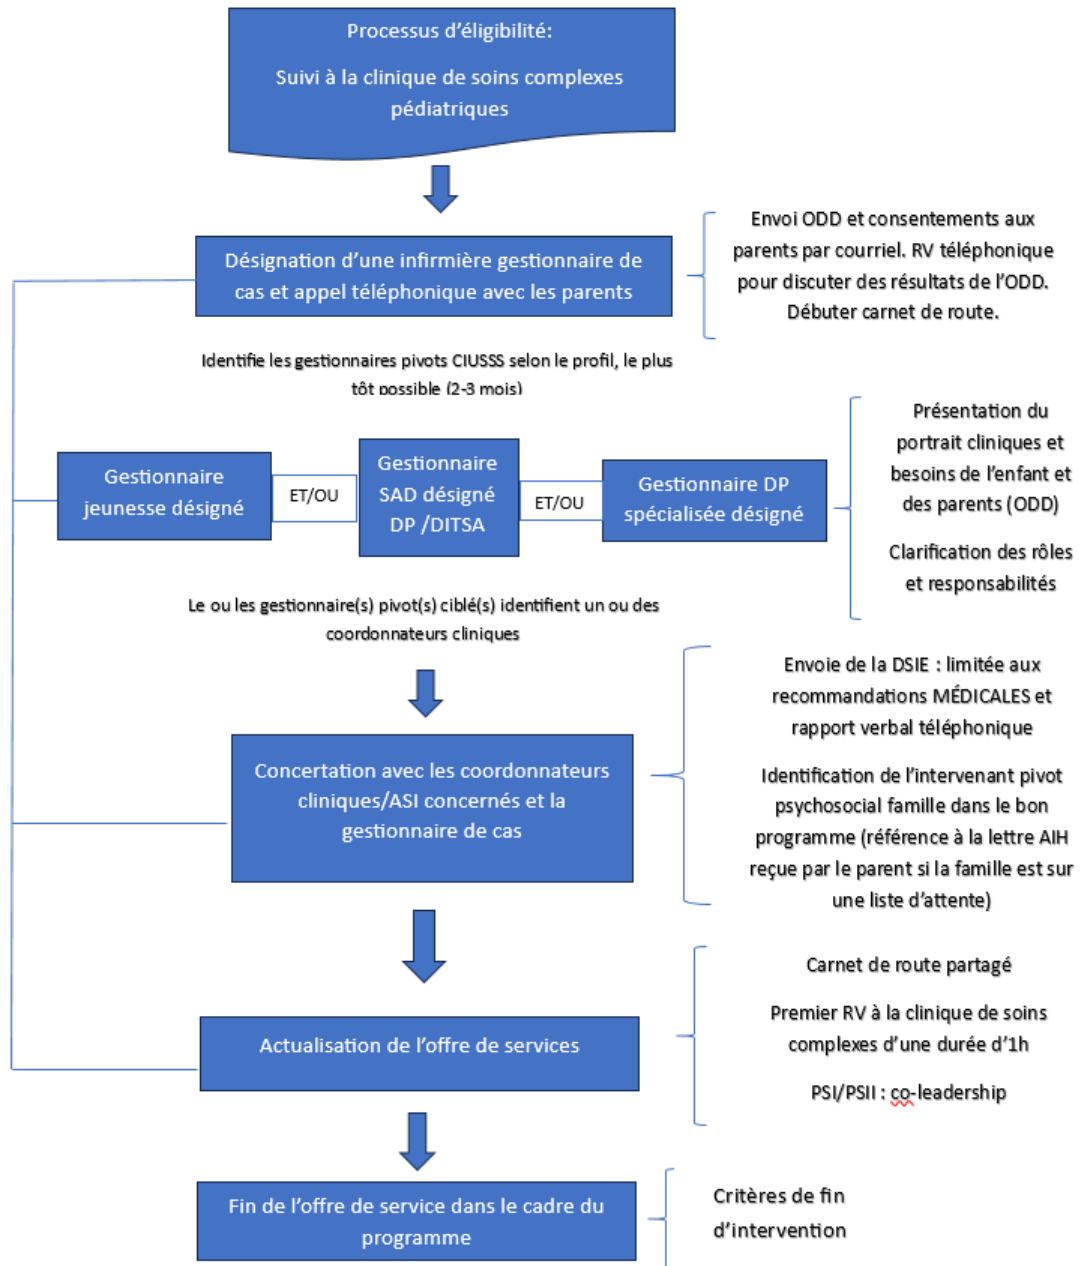 Processus d’éligibilité:
Suivi à la clinique de soins complexes
pédiatriques
Désignation d’une infirmière gestionnaire de
cas et appel téléphonique avec les parents
Envoi ODD et consentements aux
parents par courriel. RV téléphonique
pour discuter des résultats de l’ODD.
Débuter carnet de route.
Identifie les gestionnaires pivots CIUSSS selon le profil, le plus
tôt possible (2-3 mois)
Gestionnaire
jeunesse désigné
ET/OU
Gestionnaire
SAD désigné
DP /DITSA
ET/OU
Gestionnaire DP
spécialisée désigné
Présentation du
portrait cliniques et
besoins de l’enfant et
des parents (ODD)
Clarification des rôles
et responsabilités
Le ou les gestionnaire(s) pivot(s) ciblé(s) identifient un ou des
coordonnateurs cliniques
Concertation avec les coordonnateurs
cliniques/ASI concernés et la
gestionnaire de cas
Envoie de la DSIE : limitée aux
recommandations MÉDICALES et
rapport verbal téléphonique
Identification de l’intervenant pivot
psychosocial famille dans le bon
programme (référence à la lettre AIH
reçue par le parent si la famille est sur
une liste d’attente)
Actualisation de l’offre de services
Carnet de route partagé
Premier RV à la clinique de soins
complexes d’une durée d’1h
PSI/PSII : co-leadership
Fin de l’offre de service dans le cadre du
programme
Critères de fin
d’intervention